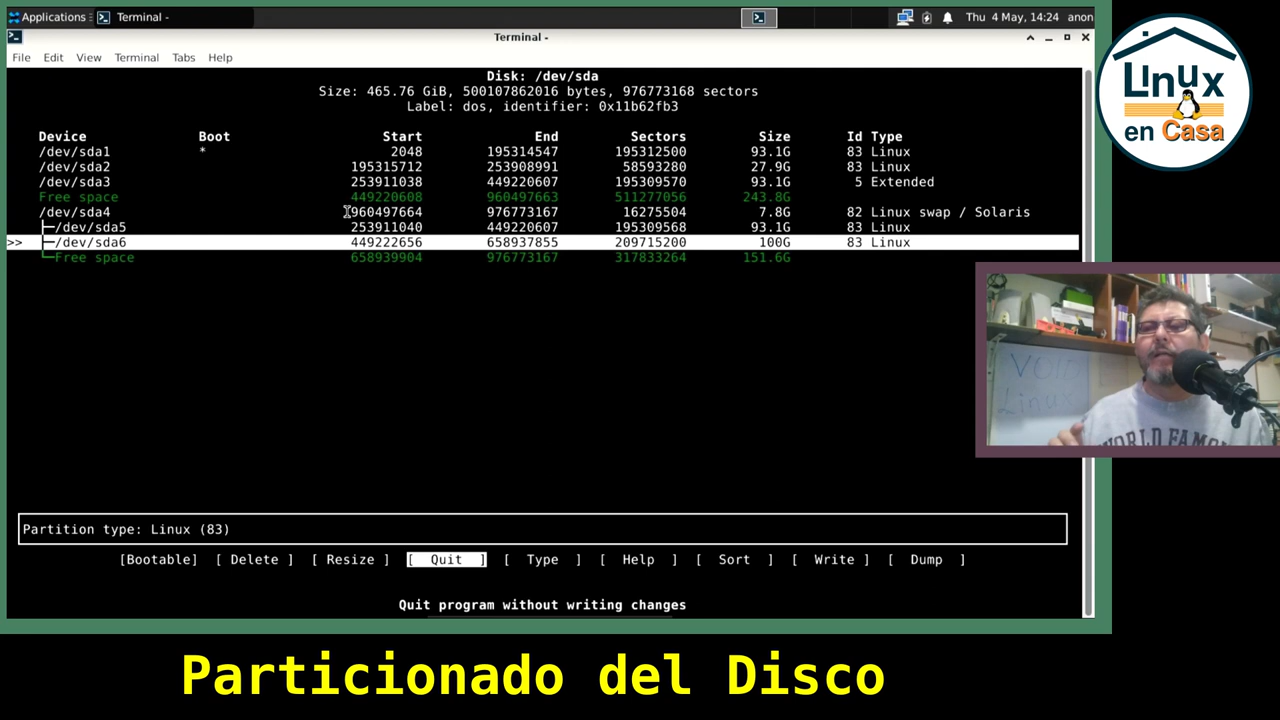 Applications
Terminal -
Thu 4 May, 14:24 anon
Terminal -
File Edit View Terminal Tabs Help
Disk: /dev/sda
Size: 465.76 GiB, 500107862016 bytes, 976773168 sectors
Label: dos, identifier: 0x11b62fb3
Device Boot Start End Sectors Size Id Type
/dev/sda1 * 2048 195314547 195312500 93.1G 83 Linux
/dev/sda2 195315712 253908991 58593280 27.9G 83 Linux
/dev/sda3 253911038 449220607 195309570 93.1G 5 Extended
Free space 449220608 960497663 511277056 243.8G
/dev/sda4 960497664 976773167 16275504 7.8G 82 Linux swap / Solaris
├─/dev/sda5 253911040 449220607 195309568 93.1G 83 Linux
>> ├─/dev/sda6 449222656 658937855 209715200 100G 83 Linux
└─Free space 658939904 976773167 317833264 151.6G
Partition type: Linux (83)
[Bootable] [ Delete ] [ Resize ] [ Quit ] [ Type ] [ Help ] [ Sort ] [ Write ] [ Dump ]
Quit program without writing changes
LInux
en Casa
VOID
Linux
WORLD FAMO
Particionado del Disco